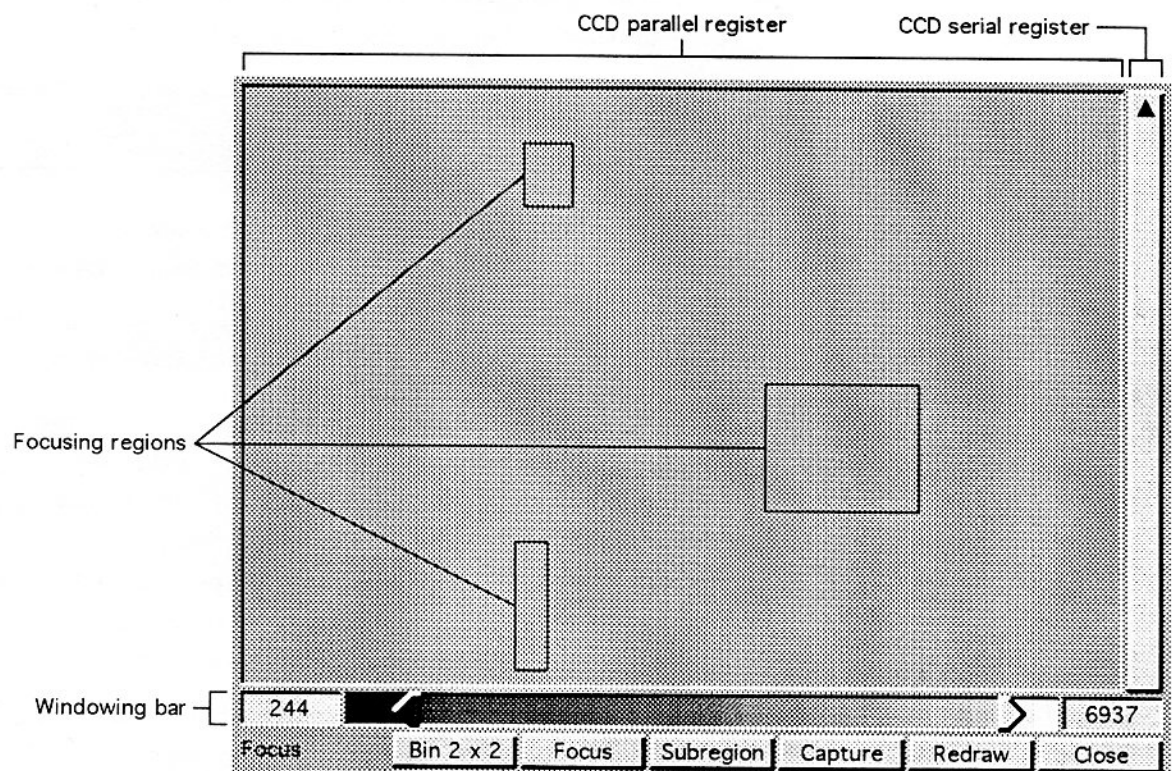 CCD parallel register
CCD serial register
Focusing regions
Windowing bar
244
6937
Focus
Bin 2 x 2
Focus
Subregion
Capture
Redraw
Close